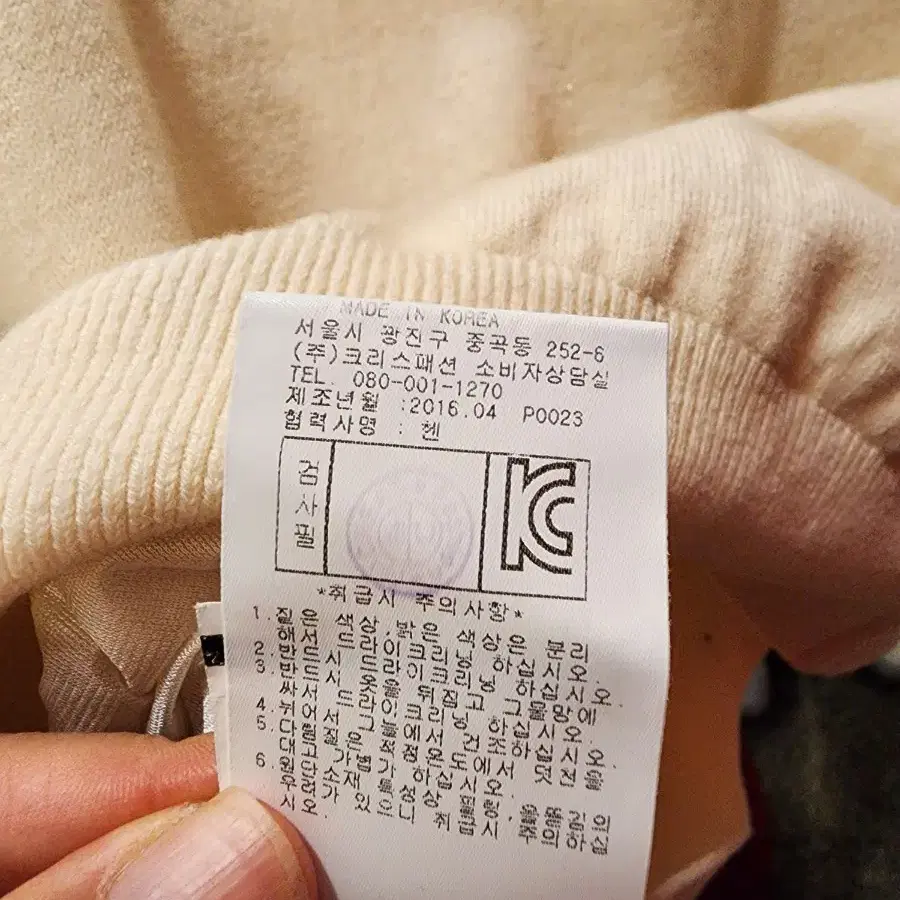 MADE IN KOREA
서울시 광진구 중곡동 252-6
(주)크리스패션 소비자상담실
TEL. 080-001-1270
제조년월 :2016.04 P0023
협력사명 : 첸
검사필
KC
*취급시 주의사항*
1.짙은 색상,밝은 색상은 분리
해서 드라이크리닝 하십시오.
2.반드시 드라이크리닝 하십시오.
3.반드시 옷을 뒤집고 그물망에
싸서 드라이크리닝 하십시오.
4.뉘어서 그늘에서 건조하십시오.
5.다림질은 적정온도에서 덧천을
대고 가볍게 하십시오.
6.원단소재 특성상
우려가 있으니 취급시 주의하십
시오.